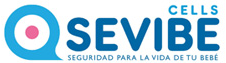 CELLS
SEVIBE
SEGURIDAD PARA LA VIDA DE TU BEBÉ